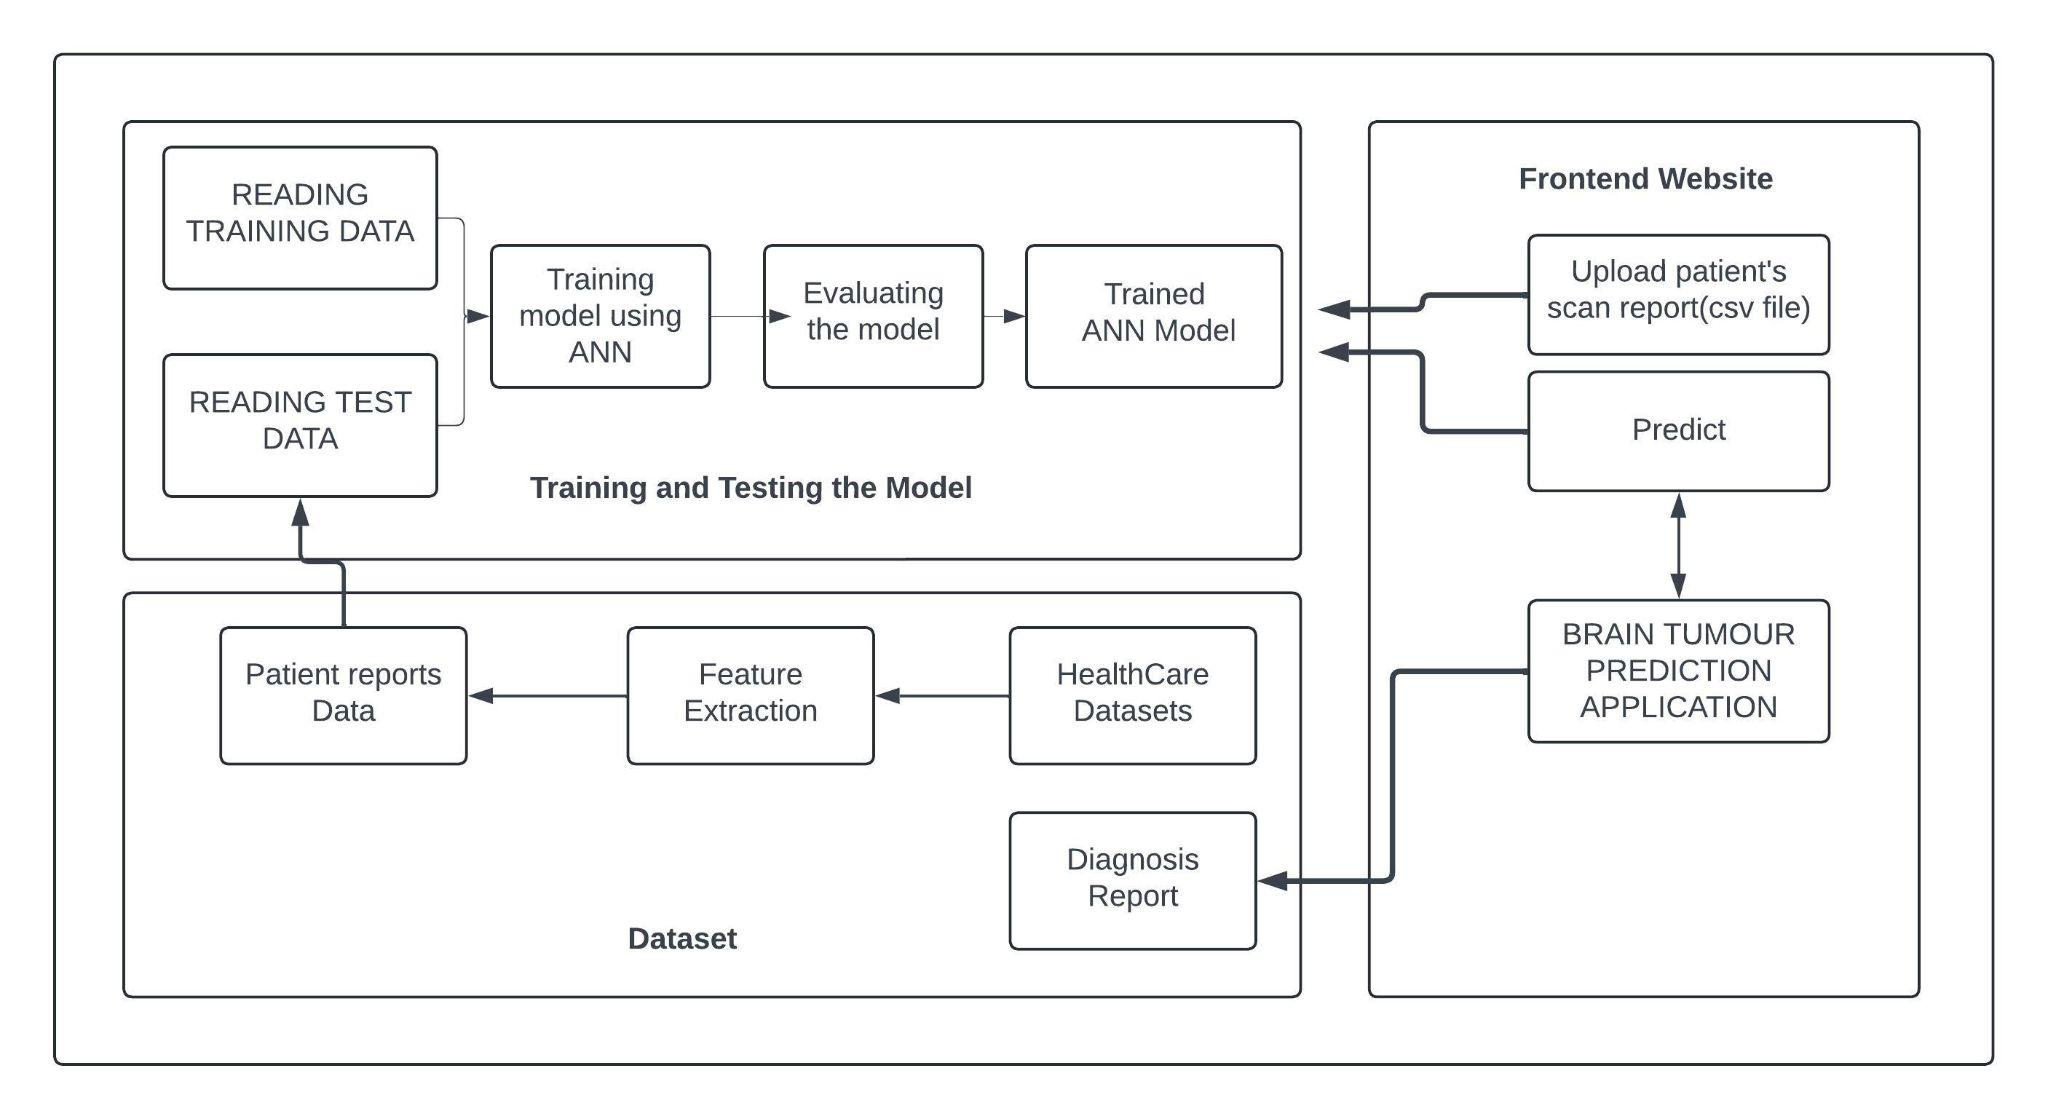 READING
TRAINING DATA
READING TEST
DATA
Training
model using
ANN
Evaluating
the model
Trained
ANN Model
Training and Testing the Model
Frontend Website
Upload patient's
scan report(csv file)
Predict
BRAIN TUMOUR
PREDICTION
APPLICATION
Patient reports
Data
Feature
Extraction
HealthCare
Datasets
Diagnosis
Report
Dataset